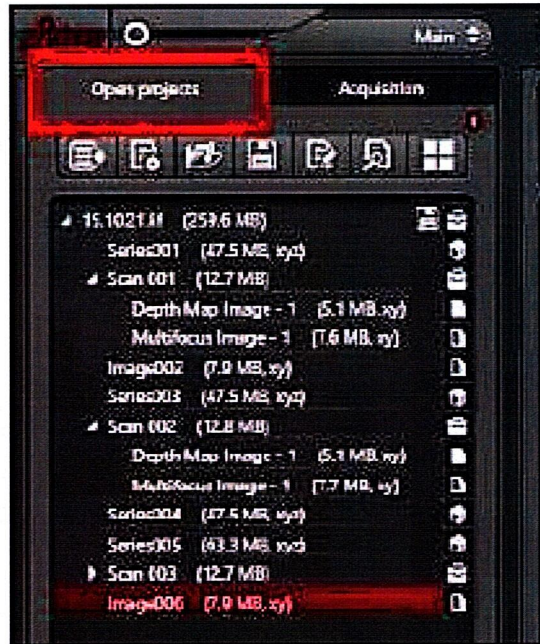 Main
Open projects Acquisition
(259.6 MB)
Series001 (47.5 MB, xyz)
Scan 001 (12.7 MB)
Depth Map Image - 1 (5.1 MB, xy)
Multifocus Image - 1 (7.6 MB, xy)
Image002 (7.9 MB, xy)
Series003 (47.5 MB, xyz)
Scan 002 (12.8 MB)
Depth Map Image - 1 (5.1 MB, xy)
Multifocus Image - 1 (7.7 MB, xy)
Series004 (47.5 MB, xyz)
Series005 (63.3 MB, xyz)
Scan 003 (12.7 MB)
Image006 (7.9 MB, xy)